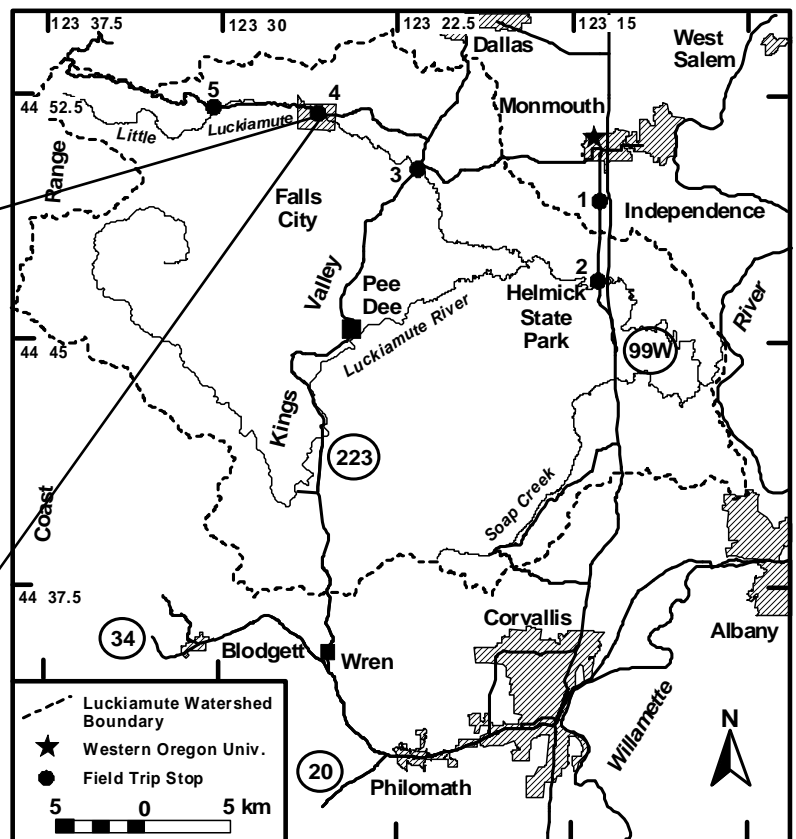 123 37.5
123 30
123 22.5
123 15
Dallas
West
Salem
44 52.5
5
4
Monmouth
Little
Luckiamute
Range
3
Falls
City
1
Independence
Valley
Pee
Dee
2
Helmick
State
Park
River
Luckiamute River
44 45
99W
Kings
223
Coast
Soap Creek
44 37.5
34
Blodgett
Wren
Corvallis
Albany
Willamette
20
Philomath
N
Luckiamute Watershed
Boundary
Western Oregon Univ.
Field Trip Stop
5 0 5 km